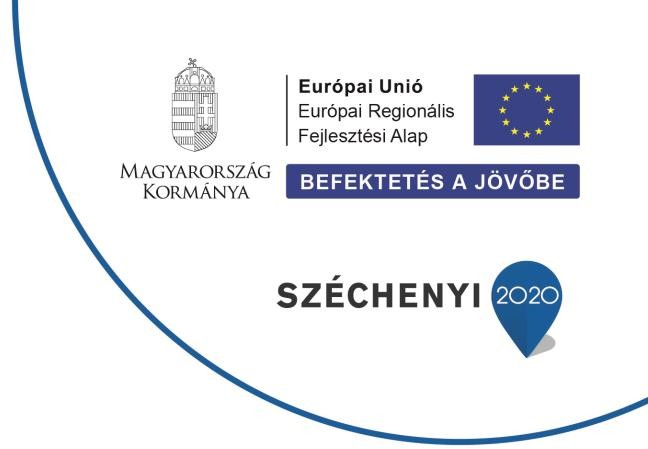 Európai Unió
Európai Regionális
Fejlesztési Alap
MAGYARORSZÁG
KORMÁNYA
BEFEKTETÉS A JÖVŐBE
SZÉCHENYI 2020